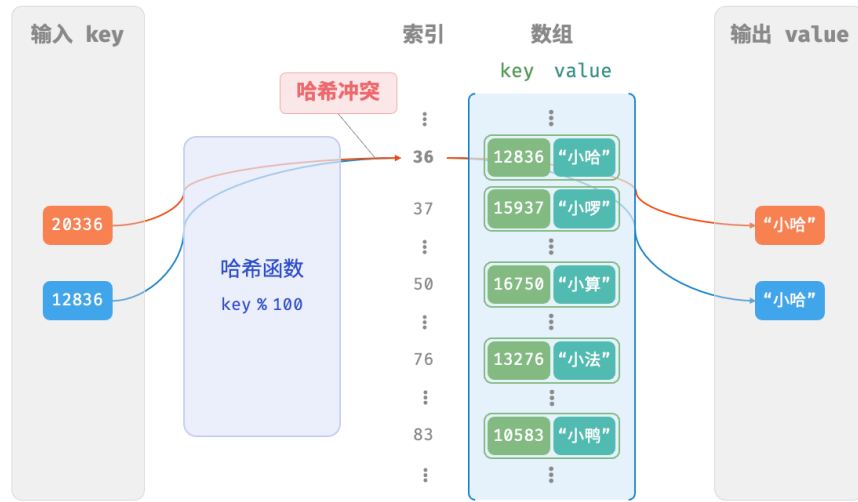 输入 key
索引
数组
输出 value
key value
哈希冲突
36
12836 “小哈”
37
15937 “小啰”
20336
“小哈”
哈希函数
key % 100
50
16750 “小算”
12836
“小哈”
76
13276 “小法”
83
10583 “小鸭”